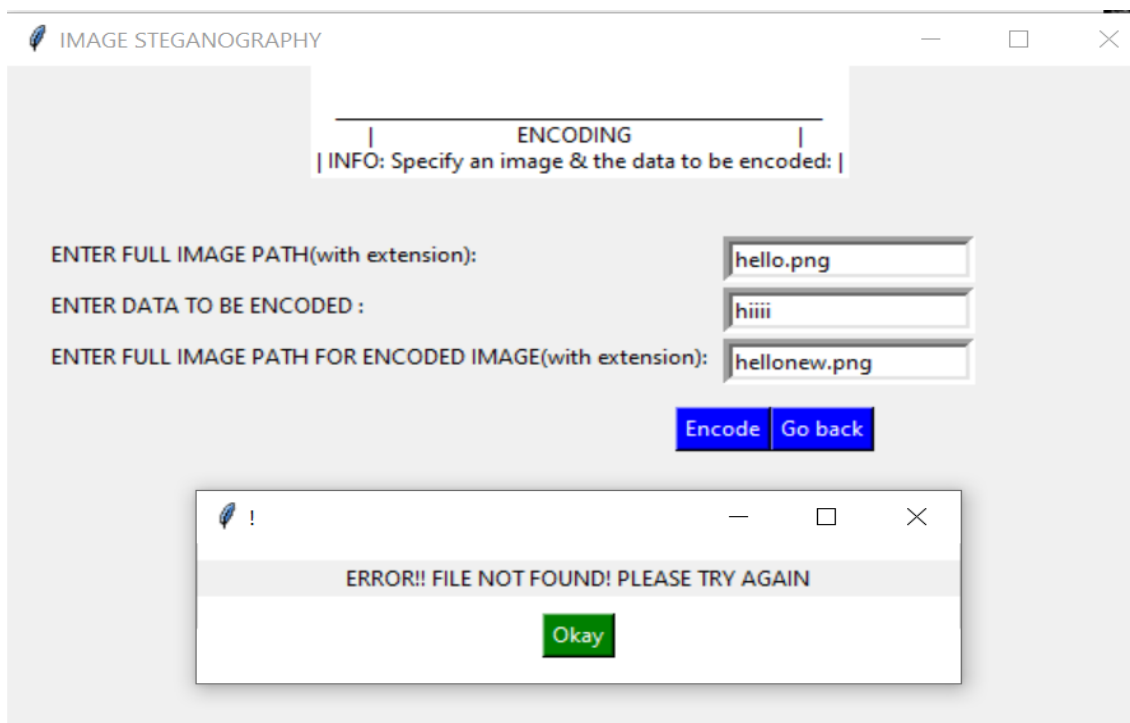 IMAGE STEGANOGRAPHY
| ENCODING |
| INFO: Specify an image & the data to be encoded: |
ENTER FULL IMAGE PATH(with extension): hello.png
ENTER DATA TO BE ENCODED : hiiii
ENTER FULL IMAGE PATH FOR ENCODED IMAGE(with extension): hellonew.png
Encode Go back
!
ERROR!! FILE NOT FOUND! PLEASE TRY AGAIN
Okay